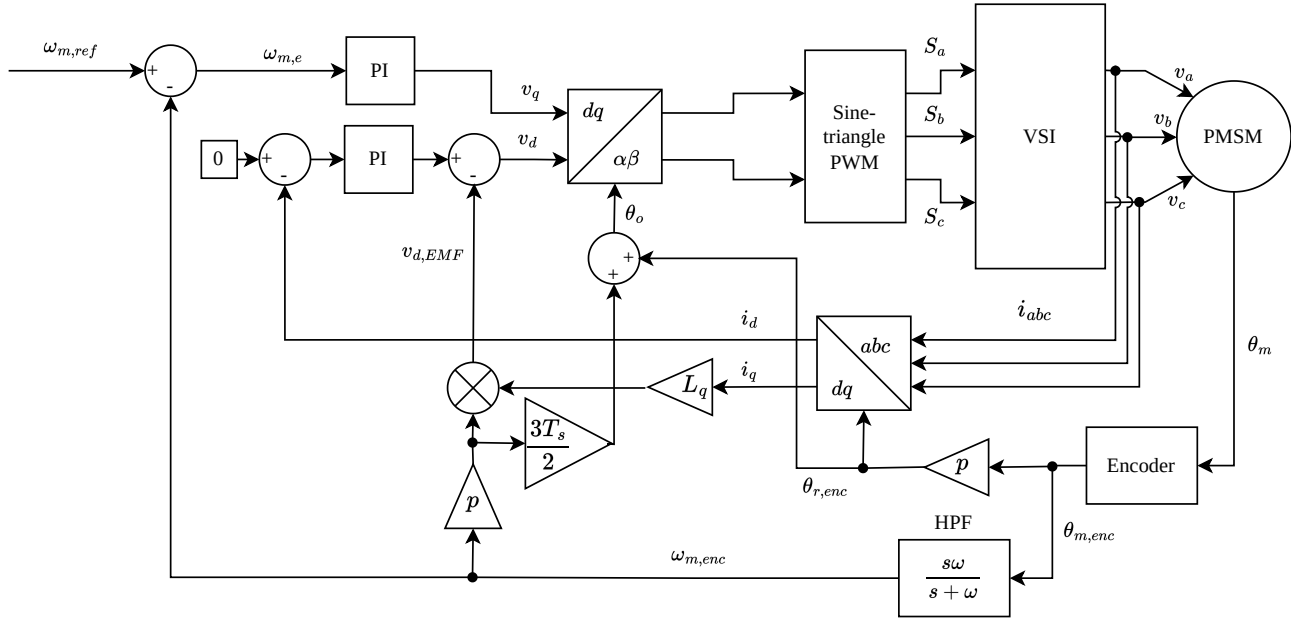 ω_{m,ref}
+
-
ω_{m,e}
PI
v_q
dq
αβ
Sine-
triangle
PWM
S_a
S_b
S_c
VSI
v_a
v_b
v_c
PMSM
0
+
-
PI
+
-
v_d
θ_o
+
+
v_{d,EMF}
i_d
i_{abc}
abc
dq
i_q
L_q
θ_m
3T_s
2
p
p
θ_{r,enc}
Encoder
θ_{m,enc}
HPF
ω_{m,enc}
sω
s + ω